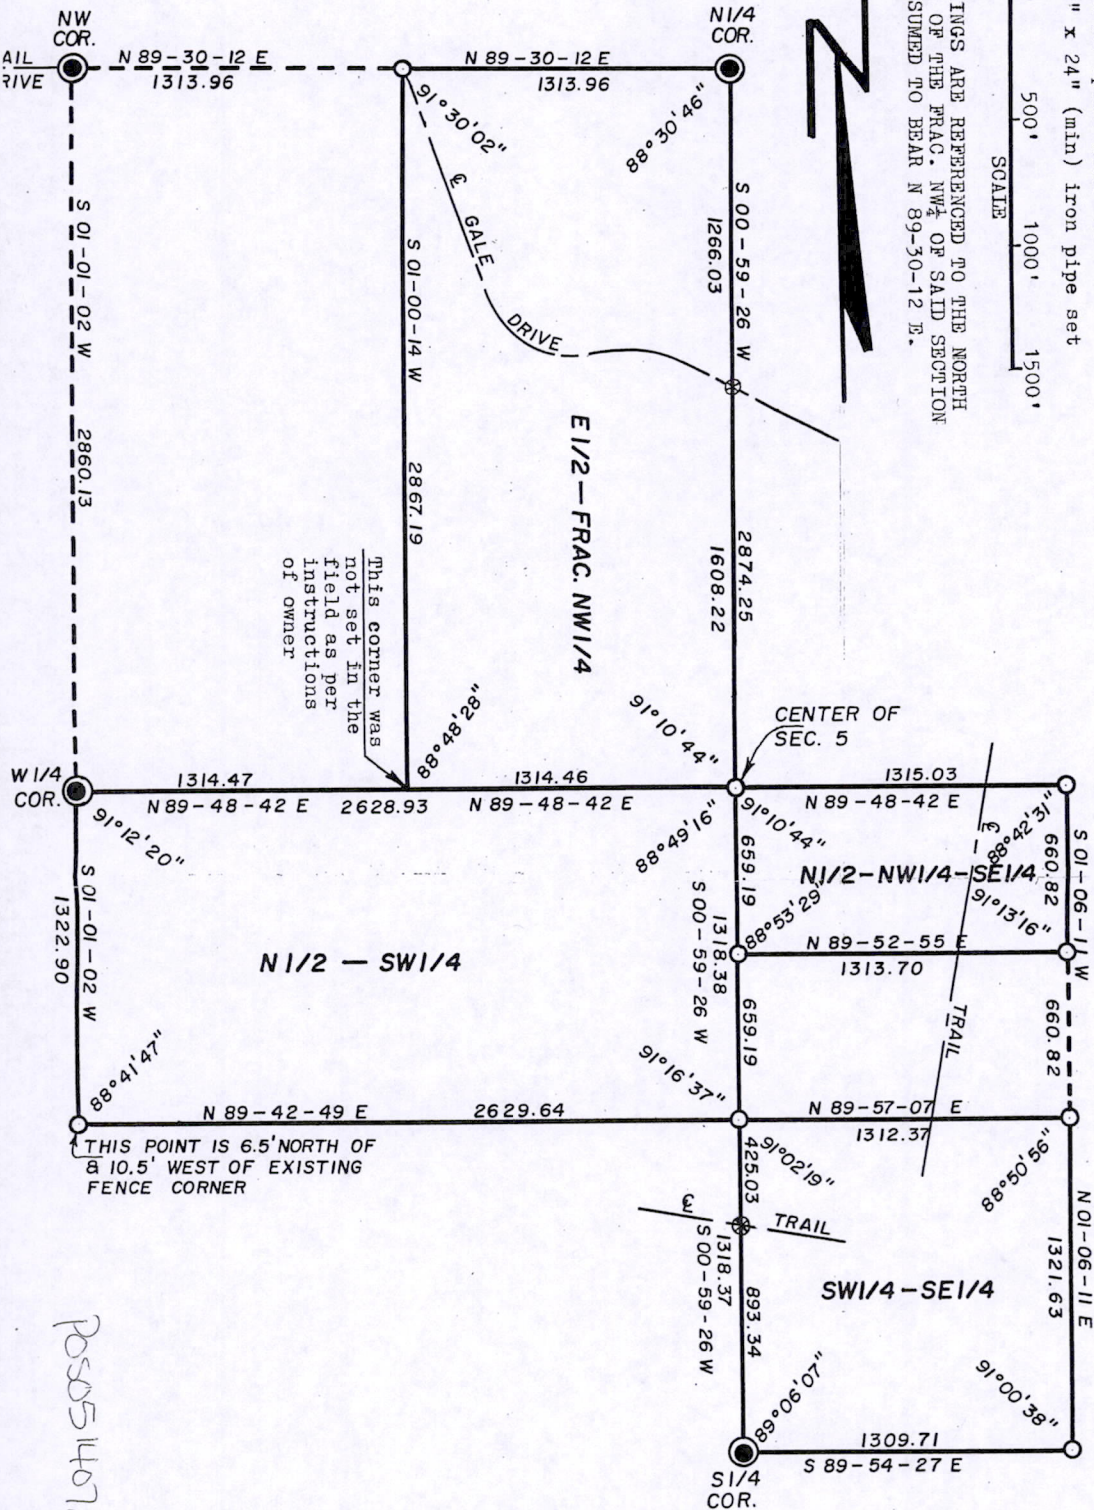 NW
COR.
AIL
RIVE
N 89-30-12 E
1313.96
N 89-30-12 E
1313.96
N1/4
COR.
" x 24" (min) iron pipe set
500' 1000' 1500'
SCALE
INGS ARE REFERENCED TO THE NORTH
OF THE FRAC. NW¼ OF SAID SECTION
SUMED TO BEAR N 89-30-12 E.
91°30'02"
88°30'46"
℄ GALE DRIVE
S 01-01-02 W
2860.13
S 01-00-14 W
2867.19
S 00-59-26 W
1266.03
2874.25
1608.22
E 1/2 — FRAC. NW1/4
This corner was
not set in the
field as per
instructions
of owner
88°48'28"
91°10'44"
CENTER OF
SEC. 5
W1/4
COR.
1314.47
N 89-48-42 E
2628.93
1314.46
N 89-48-42 E
1315.03
N 89-48-42 E
91°12'20"
88°49'16"
91°10'44"
88°42'31"
℄
S 01-01-02 W
1322.90
659.19
N1/2-NW1/4-SE1/4
660.82
S 01-06-11 W
88°53'29"
91°13'16"
N 1/2 — SW1/4
1318.38
S 00-59-26 W
N 89-52-55 E
1313.70
659.19
TRAIL
660.82
88°41'47"
91°16'37"
N 89-42-49 E
2629.64
N 89-57-07 E
1312.37
THIS POINT IS 6.5' NORTH OF
& 10.5' WEST OF EXISTING
FENCE CORNER
425.03
91°02'19"
88°50'56"
℄ TRAIL
1318.37
S 00-59-26 W
893.34
SW1/4-SE1/4
N 01-06-11 E
1321.63
89°06'07"
91°00'38"
1309.71
S 89-54-27 E
S1/4
COR.